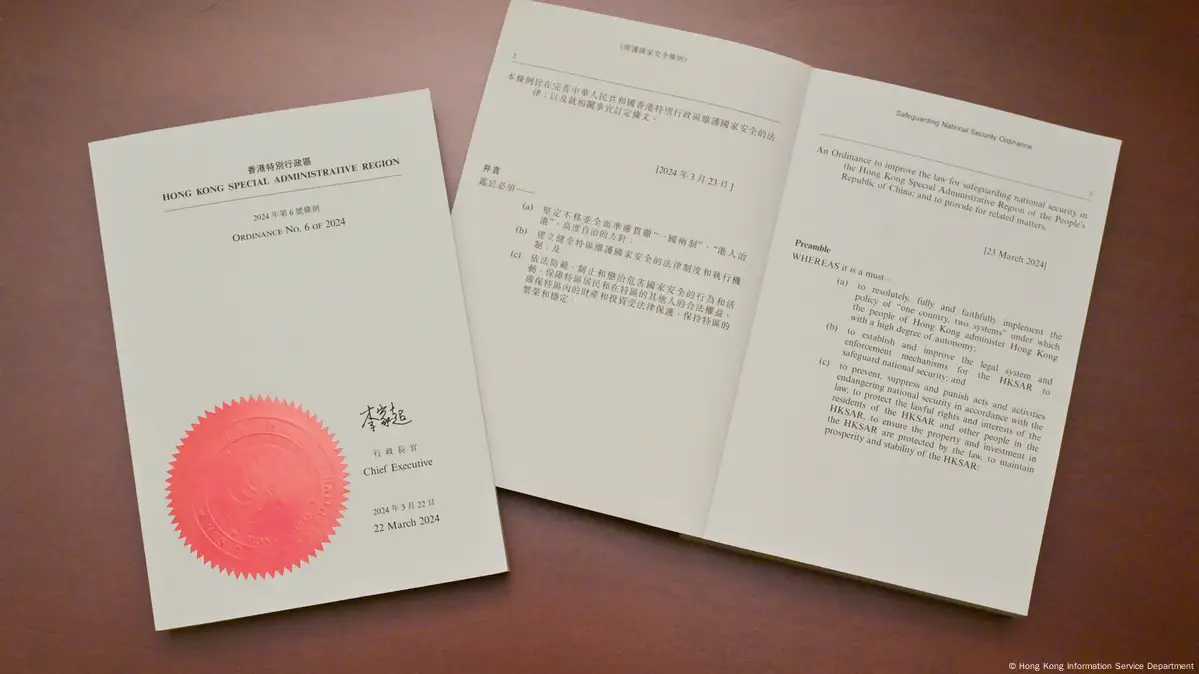 香港特別行政區
HONG KONG SPECIAL ADMINISTRATIVE REGION
2024 年第 6 號條例
ORDINANCE NO. 6 OF 2024
李家超
行政長官
Chief Executive
2024 年 3 月 22 日
22 March 2024
《維護國家安全條例》
2
本條例旨在完善中華人民共和國香港特別行政區維護國家安全的法
律；以及就相關事宜訂定條文。
[2024 年 3 月 23 日]
弁言
鑑於必須——
(a) 堅定不移並全面準確貫徹“一國兩制”、“港人治
港”、高度自治的方針；
(b) 建立健全特區維護國家安全的法律制度和執行機
制；及
(c) 依法防範、制止和懲治危害國家安全的行為和活
動，保障特區居民和在特區的其他人的合法權益，
確保特區內的財產和投資受法律保護，保持特區的
繁榮和穩定：
Safeguarding National Security Ordinance
3
An Ordinance to improve the law for safeguarding national security in
the Hong Kong Special Administrative Region of the People's
Republic of China; and to provide for related matters.
[23 March 2024]
Preamble
WHEREAS it is a must—
(a) to resolutely, fully and faithfully implement the
policy of “one country, two systems” under which
the people of Hong Kong administer Hong Kong
with a high degree of autonomy;
(b) to establish and improve the legal system and
enforcement mechanisms for the HKSAR to
safeguard national security; and
(c) to prevent, suppress and punish acts and activities
endangering national security in accordance with the
law, to protect the lawful rights and interests of the
residents of the HKSAR and other people in the
HKSAR, to ensure the property and investment in
the HKSAR are protected by the law, to maintain
prosperity and stability of the HKSAR:
© Hong Kong Information Service Department